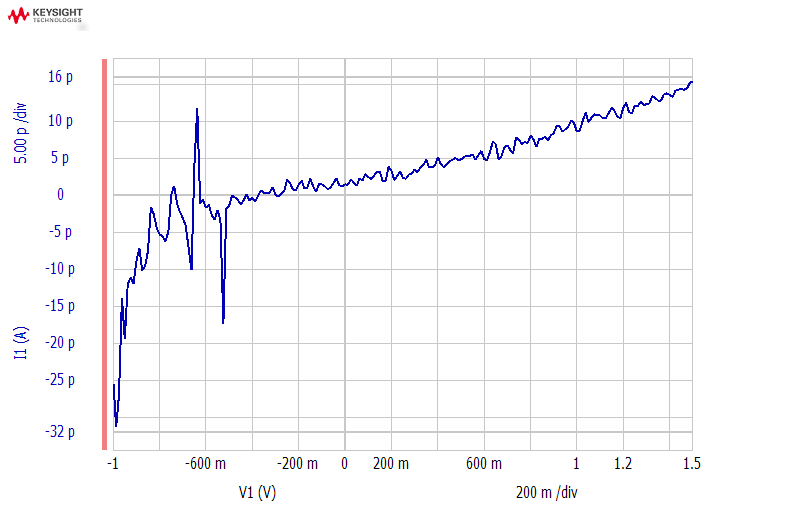 KEYSIGHT
TECHNOLOGIES
5.00 p /div
I1 (A)
16 p
10 p
5 p
0
-5 p
-10 p
-15 p
-20 p
-25 p
-32 p
-1 -600 m -200 m 0 200 m 600 m 1 1.2 1.5
V1 (V) 200 m /div